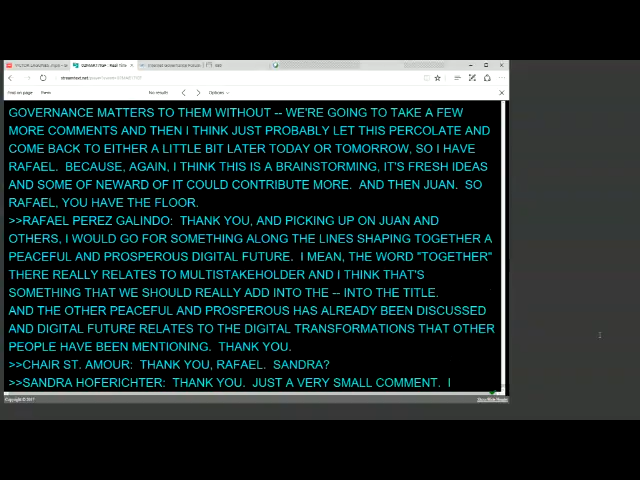 streamtext.net
Find on page
No results
Options
GOVERNANCE MATTERS TO THEM WITHOUT -- WE'RE GOING TO TAKE A FEW
MORE COMMENTS AND THEN I THINK JUST PROBABLY LET THIS PERCOLATE AND
COME BACK TO EITHER A LITTLE BIT LATER TODAY OR TOMORROW, SO I HAVE
RAFAEL.  BECAUSE, AGAIN, I THINK THIS IS A BRAINSTORMING, IT'S FRESH IDEAS
AND SOME OF NEWARD OF IT COULD CONTRIBUTE MORE.  AND THEN JUAN.  SO
RAFAEL, YOU HAVE THE FLOOR.
>>RAFAEL PEREZ GALINDO:  THANK YOU, AND PICKING UP ON JUAN AND
OTHERS, I WOULD GO FOR SOMETHING ALONG THE LINES SHAPING TOGETHER A
PEACEFUL AND PROSPEROUS DIGITAL FUTURE.  I MEAN, THE WORD "TOGETHER"
THERE REALLY RELATES TO MULTISTAKEHOLDER AND I THINK THAT'S
SOMETHING THAT WE SHOULD REALLY ADD INTO THE -- INTO THE TITLE.
AND THE OTHER PEACEFUL AND PROSPEROUS HAS ALREADY BEEN DISCUSSED
AND DIGITAL FUTURE RELATES TO THE DIGITAL TRANSFORMATIONS THAT OTHER
PEOPLE HAVE BEEN MENTIONING.  THANK YOU.
>>CHAIR ST. AMOUR:  THANK YOU, RAFAEL.  SANDRA?
>>SANDRA HOFERICHTER:  THANK YOU.  JUST A VERY SMALL COMMENT.  I